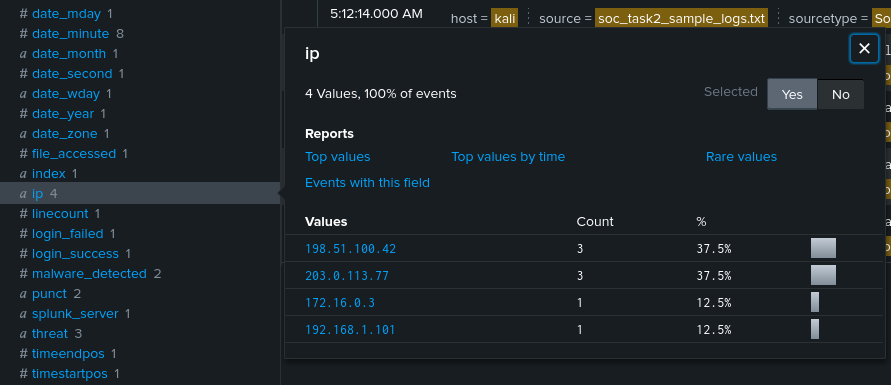 # date_mday 1
# date_minute 8
a date_month 1
# date_second 1
a date_wday 1
# date_year 1
a date_zone 1
# file_accessed 1
a index 1
a ip 4
# linecount 1
# login_failed 1
# login_success 1
# malware_detected 2
a punct 2
a splunk_server 1
a threat 3
# timeendpos 1
# timestartpos 1
5:12:14.000 AM
host = kali source = soc_task2_sample_logs.txt sourcetype = So
ip
4 Values, 100% of events
Selected Yes No
Reports
Top values Top values by time Rare values
Events with this field
Values Count %
198.51.100.42 3 37.5%
203.0.113.77 3 37.5%
172.16.0.3 1 12.5%
192.168.1.101 1 12.5%